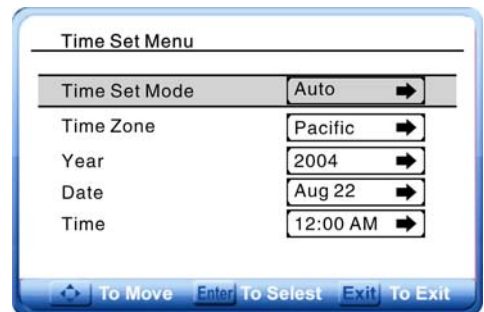 Time Set Menu
Time Set Mode Auto
Time Zone Pacific
Year 2004
Date Aug 22
Time 12:00 AM
To Move Enter To Selest Exit To Exit